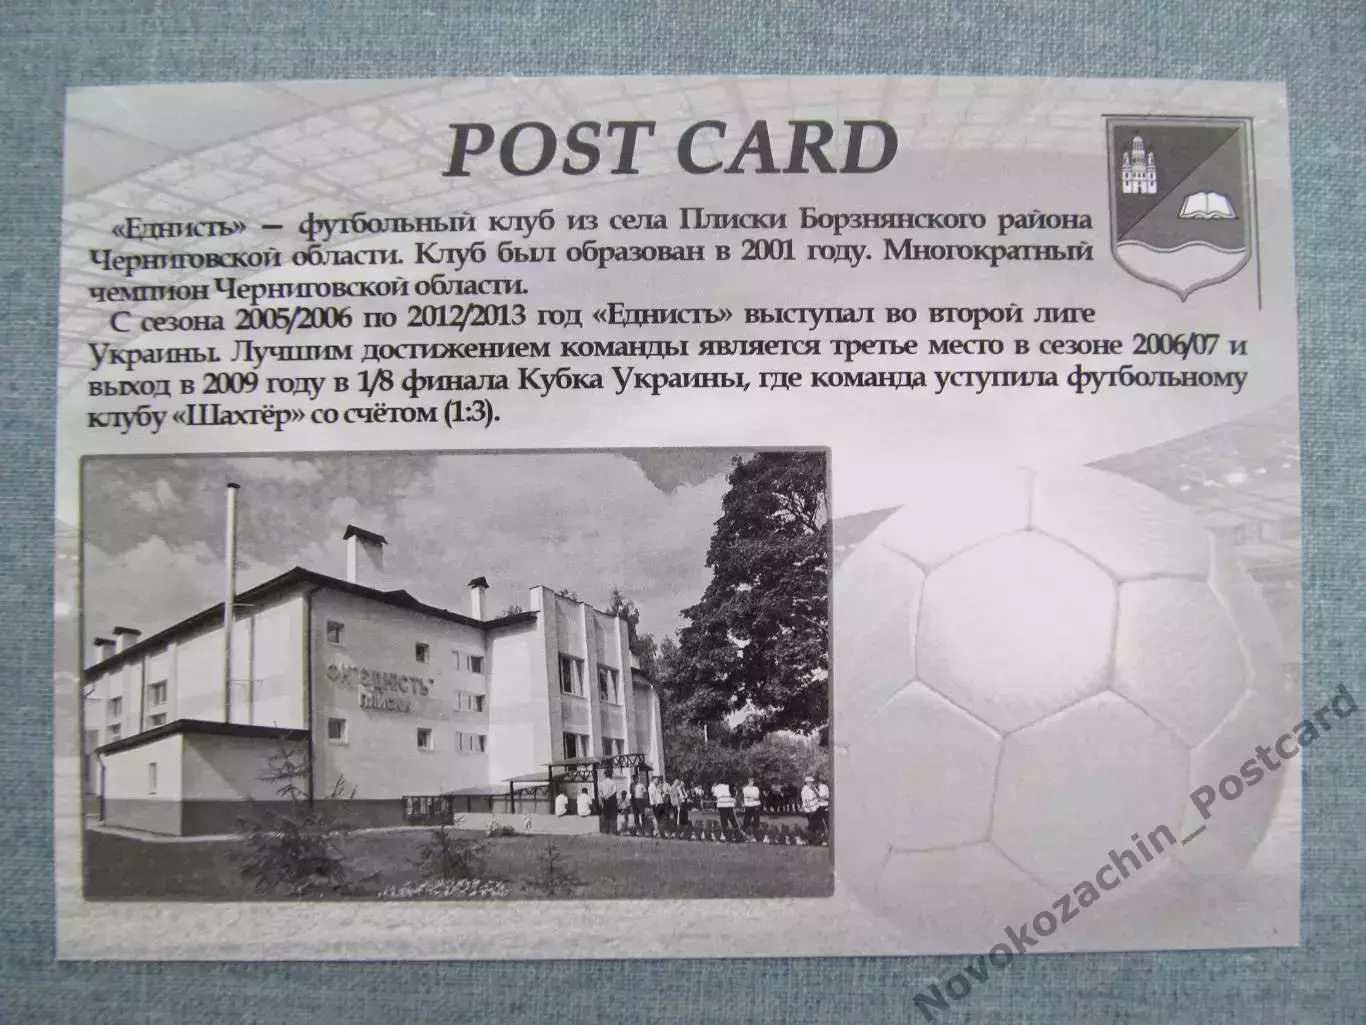 POST CARD
«Еднисть» — футбольный клуб из села Плиски Борзнянского района
Черниговской области. Клуб был образован в 2001 году. Многократный
чемпион Черниговской области.
С сезона 2005/2006 по 2012/2013 год «Еднисть» выступал во второй лиге
Украины. Лучшим достижением команды является третье место в сезоне 2006/07 и
выход в 2009 году в 1/8 финала Кубка Украины, где команда уступила футбольному
клубу «Шахтёр» со счётом (1:3).
ФК"ЄДНІСТЬ"
ПЛИСКИ
Novokozachin_Postcard